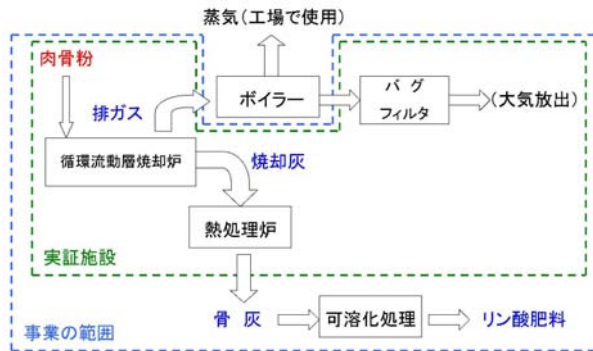 蒸気(工場で使用)
肉骨粉
排ガス
ボイラー
バグ
フィルタ
(大気放出)
循環流動層焼却炉
焼却灰
熱処理炉
実証施設
骨灰
可溶化処理
リン酸肥料
事業の範囲